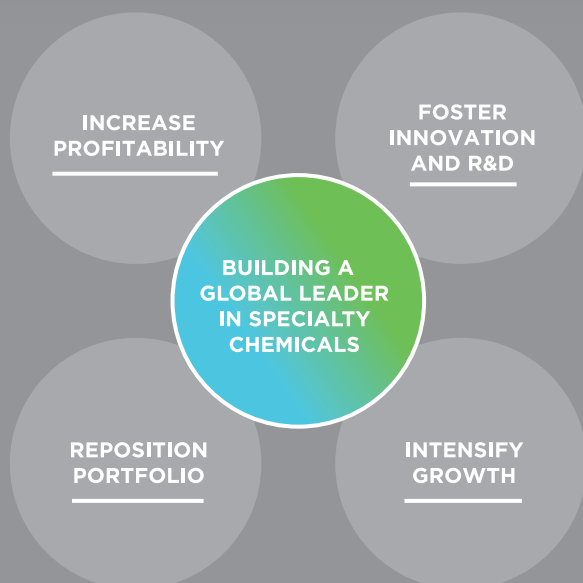 INCREASE
PROFITABILITY
FOSTER
INNOVATION
AND R&D
BUILDING A
GLOBAL LEADER
IN SPECIALTY
CHEMICALS
REPOSITION
PORTFOLIO
INTENSIFY
GROWTH